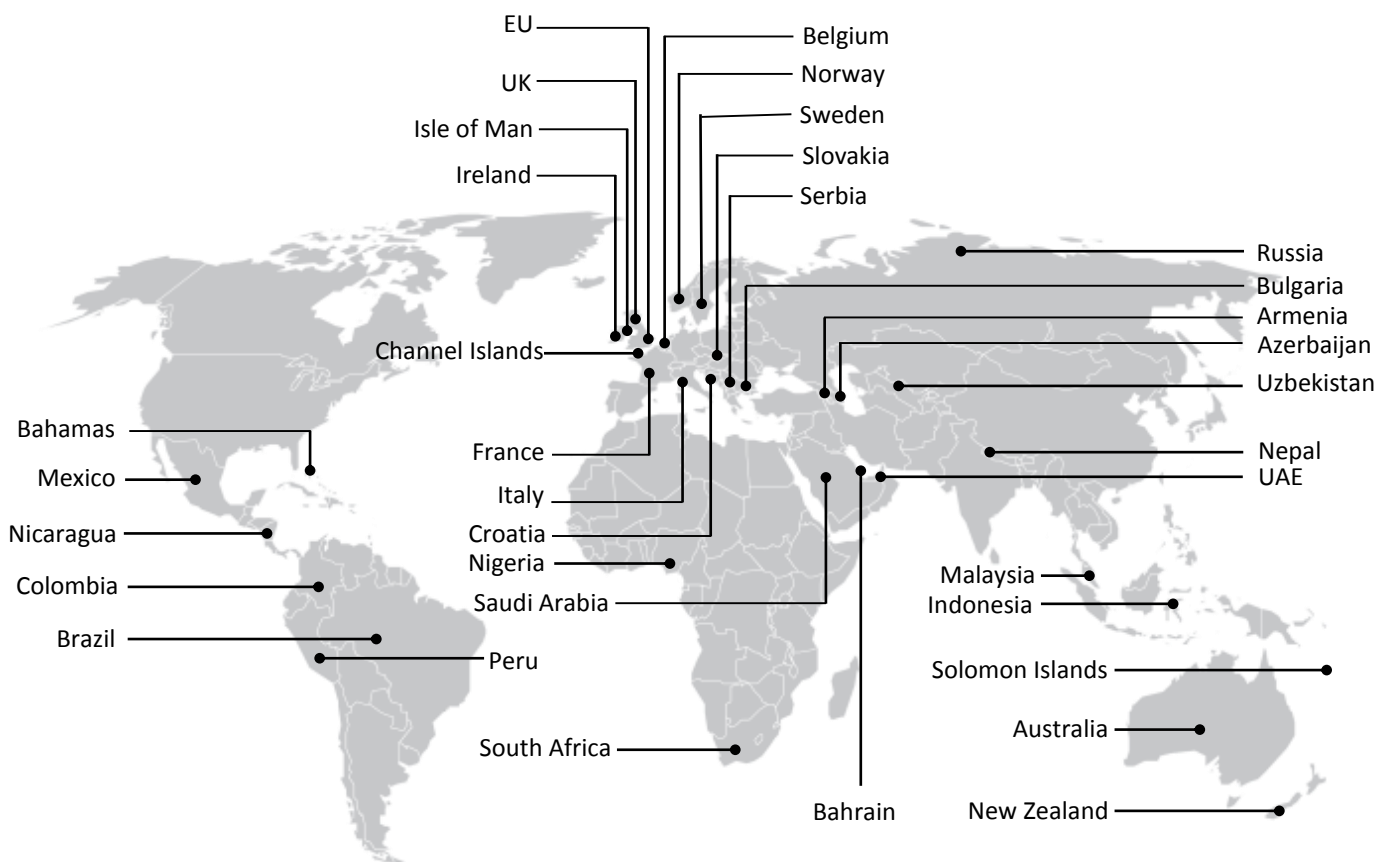 EU
Belgium
UK
Norway
Isle of Man
Sweden
Ireland
Slovakia
Serbia
Russia
Bulgaria
Armenia
Channel Islands
Azerbaijan
Uzbekistan
Bahamas
France
Nepal
Mexico
UAE
Italy
Nicaragua
Croatia
Nigeria
Malaysia
Colombia
Saudi Arabia
Indonesia
Brazil
Peru
Solomon Islands
Australia
South Africa
Bahrain
New Zealand